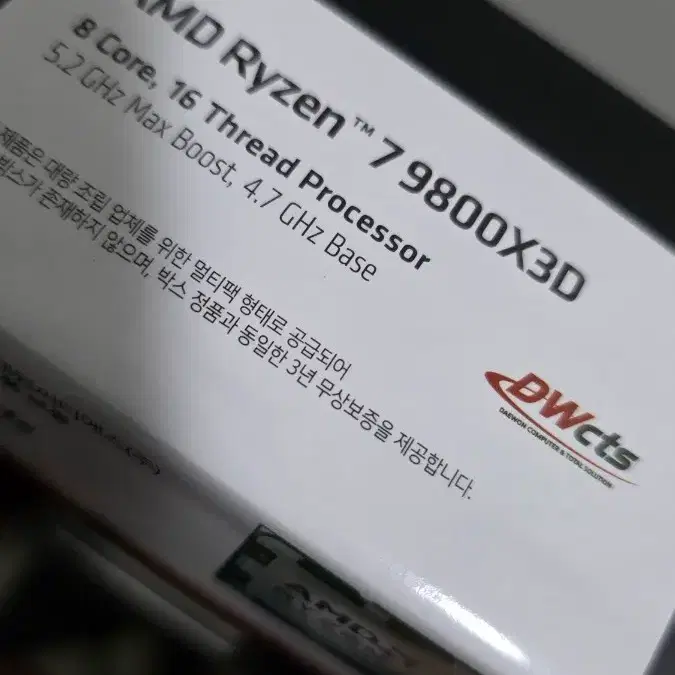 AMD Ryzen™ 7 9800X3D
8 Core, 16 Thread Processor
5.2 GHz Max Boost, 4.7 GHz Base
제품은 대량 조립 업체를 위한 멀티팩 형태로 공급되어
박스가 존재하지 않으며, 박스 정품과 동일한 3년 무상보증을 제공합니다.
DWcts
DAEWON COMPUTER & TOTAL SOLUTION
AMD